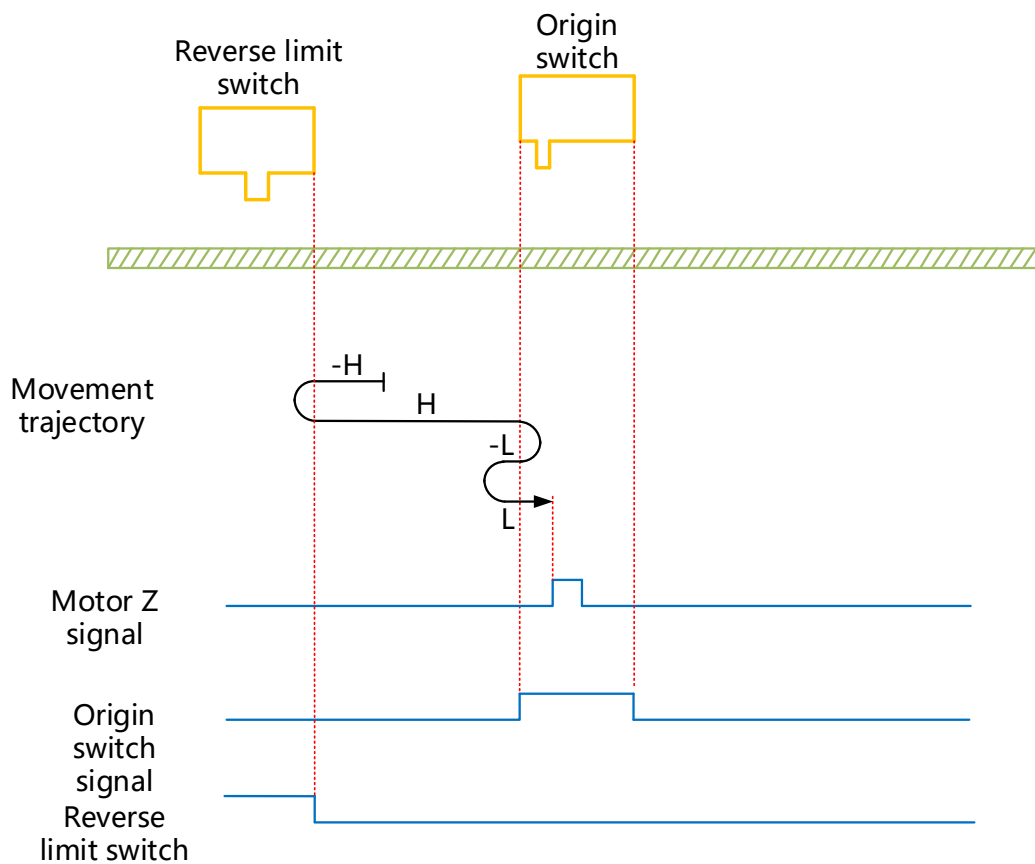 Reverse limit
switch
Origin
switch
Movement
trajectory
-H
H
-L
L
Motor Z
signal
Origin
switch
signal
Reverse
limit switch